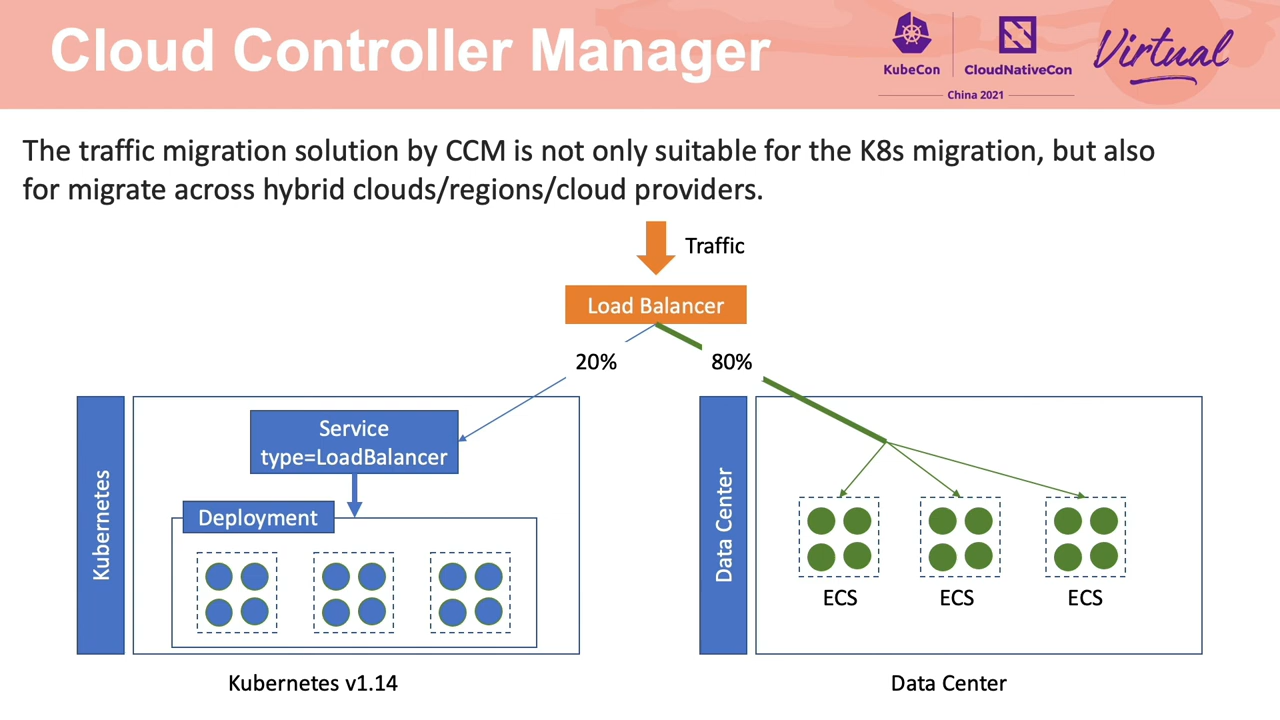 Cloud Controller Manager
KubeCon
CloudNativeCon
China 2021
Virtual
The traffic migration solution by CCM is not only suitable for the K8s migration, but also
for migrate across hybrid clouds/regions/cloud providers.
Traffic
Load Balancer
20%
80%
Kubernetes
Service
type=LoadBalancer
Deployment
Kubernetes v1.14
Data Center
ECS
ECS
ECS
Data Center